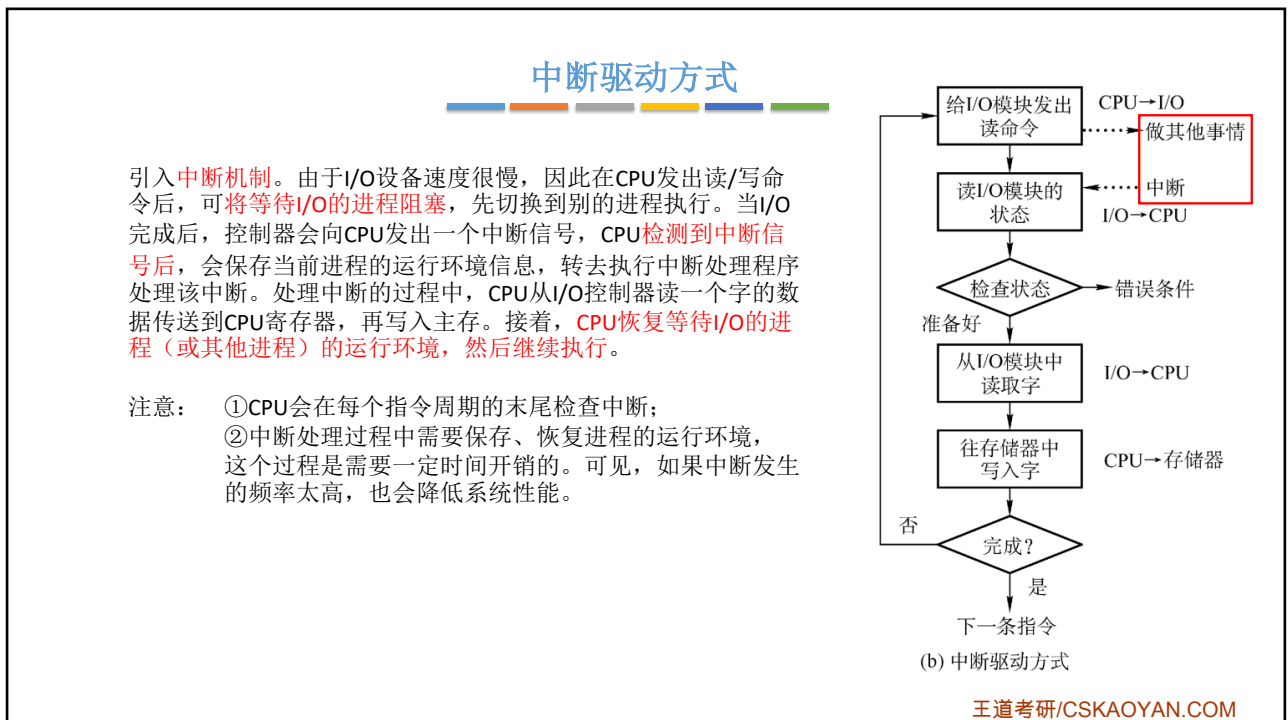 中断驱动方式
引入中断机制。由于I/O设备速度很慢，因此在CPU发出读/写命
令后，可将等待I/O的进程阻塞，先切换到别的进程执行。当I/O
完成后，控制器会向CPU发出一个中断信号，CPU检测到中断信
号后，会保存当前进程的运行环境信息，转去执行中断处理程序
处理该中断。处理中断的过程中，CPU从I/O控制器读一个字的数
据传送到CPU寄存器，再写入主存。接着，CPU恢复等待I/O的进
程（或其他进程）的运行环境，然后继续执行。
注意： ①CPU会在每个指令周期的末尾检查中断；
②中断处理过程中需要保存、恢复进程的运行环境，
这个过程是需要一定时间开销的。可见，如果中断发生
的频率太高，也会降低系统性能。
给I/O模块发出
读命令
CPU→I/O
做其他事情
读I/O模块的
状态
中断
I/O→CPU
检查状态
错误条件
准备好
从I/O模块中
读取字
I/O→CPU
往存储器中
写入字
CPU→存储器
否
完成?
是
下一条指令
(b) 中断驱动方式
王道考研/CSKAOYAN.COM